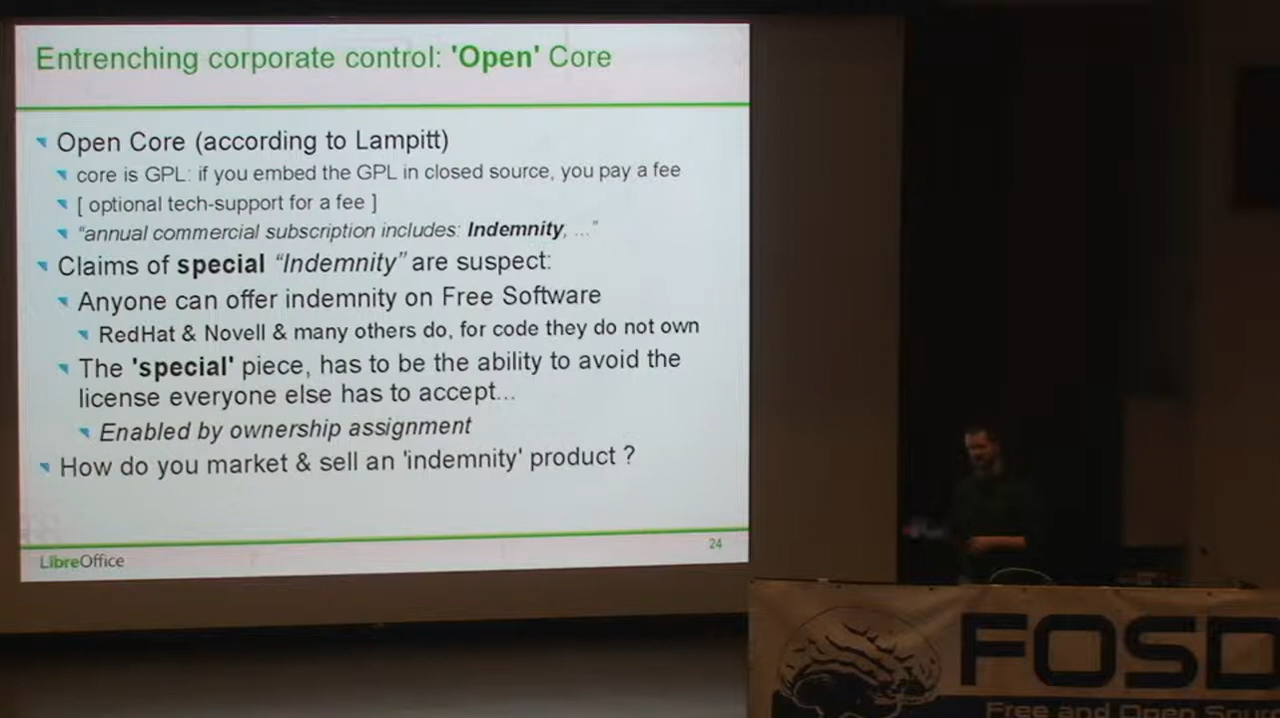 Entrenching corporate control: 'Open' Core
Open Core (according to Lampitt)
core is GPL: if you embed the GPL in closed source, you pay a fee
[ optional tech-support for a fee ]
“annual commercial subscription includes: Indemnity, ...”
Claims of special “Indemnity” are suspect:
Anyone can offer indemnity on Free Software
RedHat & Novell & many others do, for code they do not own
The 'special' piece, has to be the ability to avoid the
license everyone else has to accept...
Enabled by ownership assignment
How do you market & sell an 'indemnity' product ?
LibreOffice
24
FOSD
Free and Open Sour